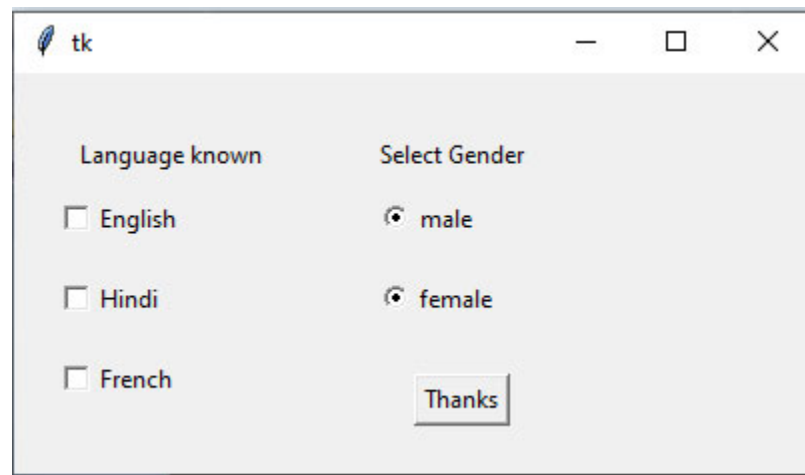 tk
Language known Select Gender
English male
Hindi female
French
Thanks